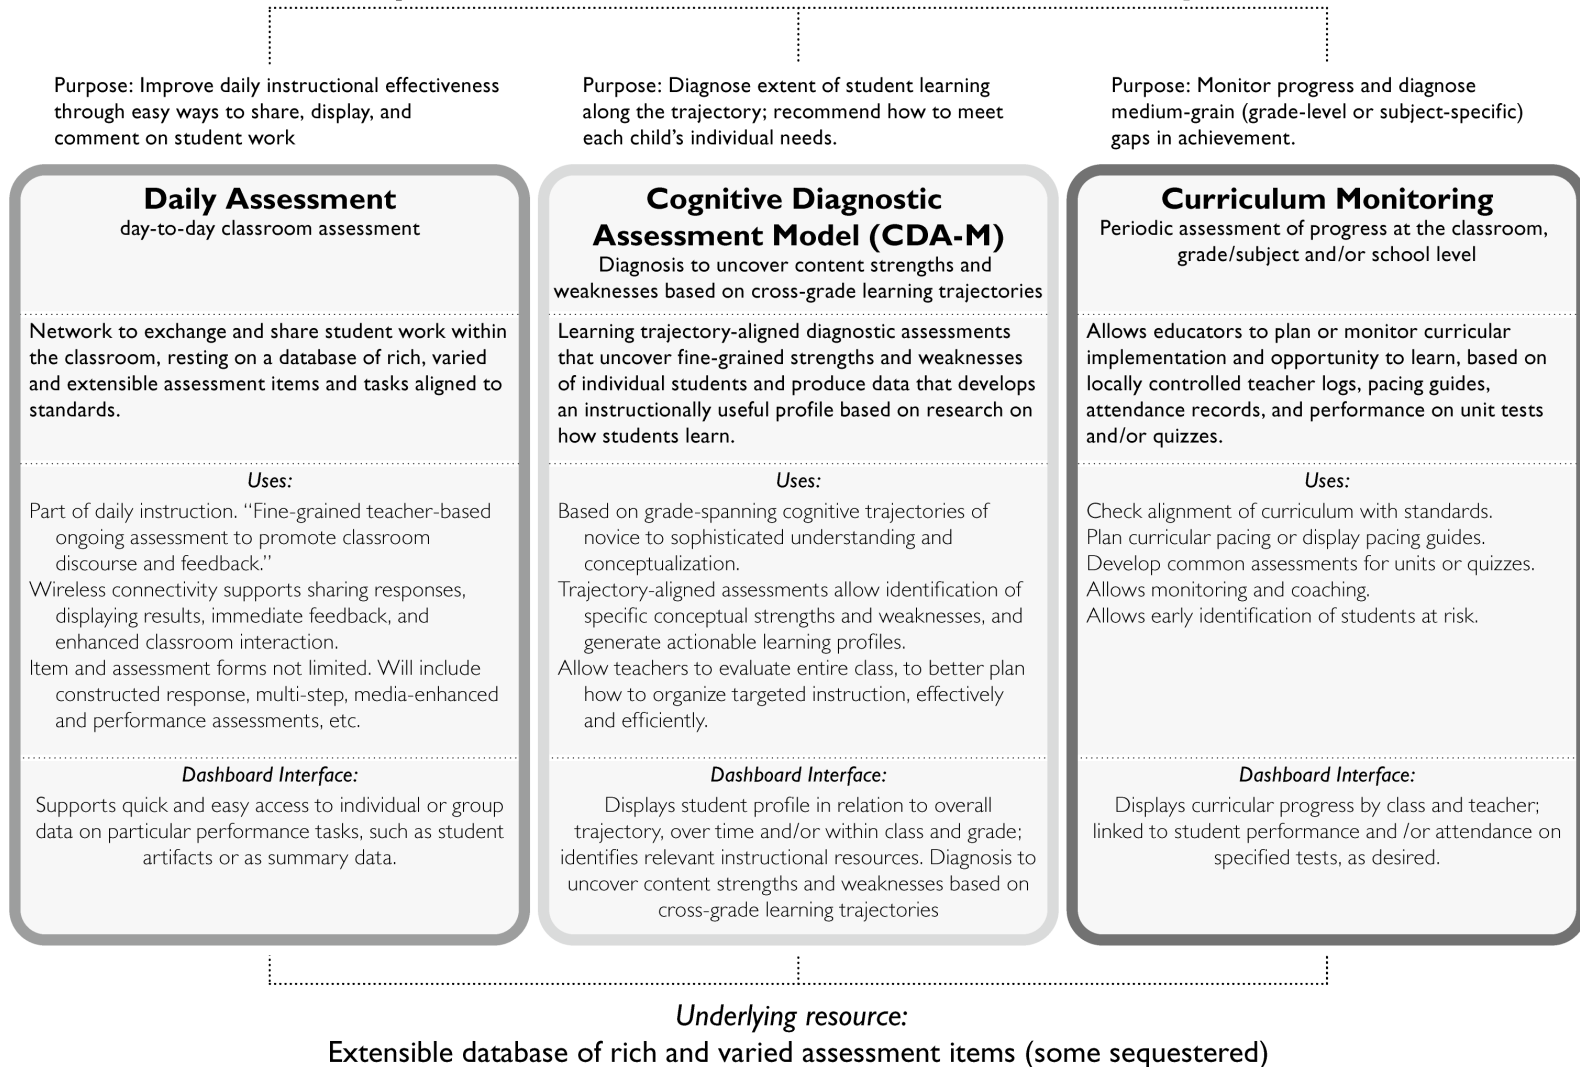 Purpose: Improve daily instructional effectiveness
through easy ways to share, display, and
comment on student work
Purpose: Diagnose extent of student learning
along the trajectory; recommend how to meet
each child's individual needs.
Purpose: Monitor progress and diagnose
medium-grain (grade-level or subject-specific)
gaps in achievement.
Daily Assessment
day-to-day classroom assessment
Network to exchange and share student work within
the classroom, resting on a database of rich, varied
and extensible assessment items and tasks aligned to
standards.
Uses:
Part of daily instruction. “Fine-grained teacher-based
ongoing assessment to promote classroom
discourse and feedback.”
Wireless connectivity supports sharing responses,
displaying results, immediate feedback, and
enhanced classroom interaction.
Item and assessment forms not limited. Will include
constructed response, multi-step, media-enhanced
and performance assessments, etc.
Dashboard Interface:
Supports quick and easy access to individual or group
data on particular performance tasks, such as student
artifacts or as summary data.
Cognitive Diagnostic
Assessment Model (CDA-M)
Diagnosis to uncover content strengths and
weaknesses based on cross-grade learning trajectories
Learning trajectory-aligned diagnostic assessments
that uncover fine-grained strengths and weaknesses
of individual students and produce data that develops
an instructionally useful profile based on research on
how students learn.
Uses:
Based on grade-spanning cognitive trajectories of
novice to sophisticated understanding and
conceptualization.
Trajectory-aligned assessments allow identification of
specific conceptual strengths and weaknesses, and
generate actionable learning profiles.
Allow teachers to evaluate entire class, to better plan
how to organize targeted instruction, effectively
and efficiently.
Dashboard Interface:
Displays student profile in relation to overall
trajectory, over time and/or within class and grade;
identifies relevant instructional resources. Diagnosis to
uncover content strengths and weaknesses based on
cross-grade learning trajectories
Curriculum Monitoring
Periodic assessment of progress at the classroom,
grade/subject and/or school level
Allows educators to plan or monitor curricular
implementation and opportunity to learn, based on
locally controlled teacher logs, pacing guides,
attendance records, and performance on unit tests
and/or quizzes.
Uses:
Check alignment of curriculum with standards.
Plan curricular pacing or display pacing guides.
Develop common assessments for units or quizzes.
Allows monitoring and coaching.
Allows early identification of students at risk.
Dashboard Interface:
Displays curricular progress by class and teacher;
linked to student performance and /or attendance on
specified tests, as desired.
Underlying resource:
Extensible database of rich and varied assessment items (some sequestered)